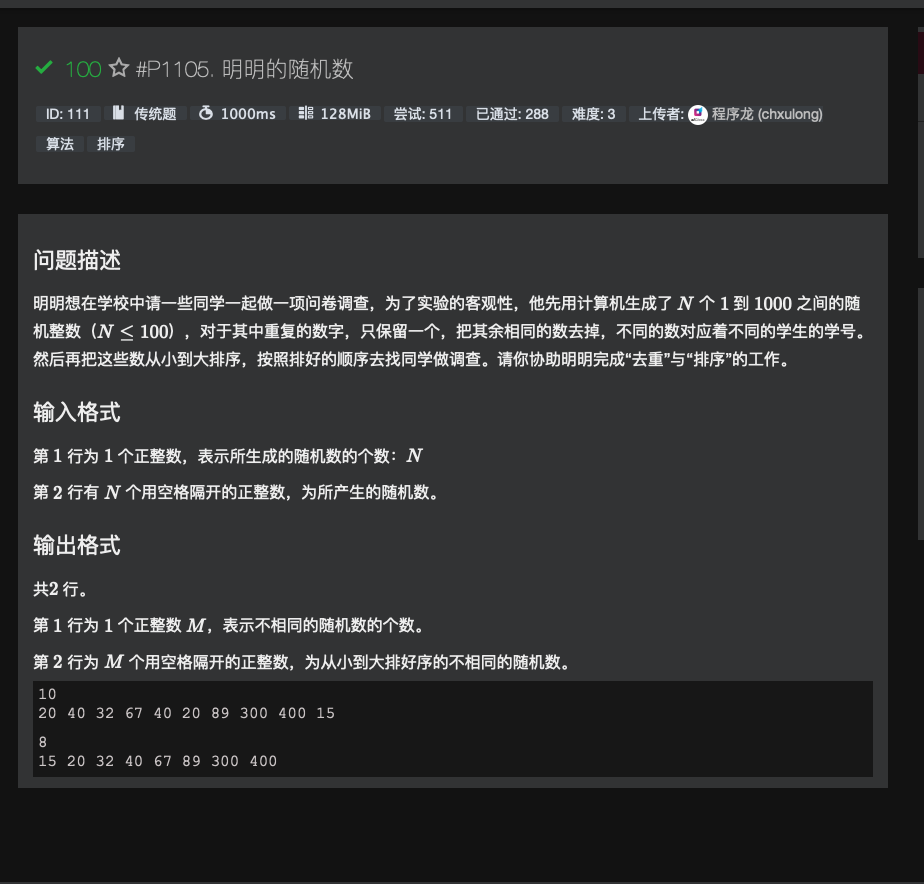 100 #P1105. 明明的随机数
ID: 111 传统题 1000ms 128MiB 尝试: 511 已通过: 288 难度: 3 上传者: 程序龙 (chxulong)
算法 排序
问题描述
明明想在学校中请一些同学一起做一项问卷调查，为了实验的客观性，他先用计算机生成了 N 个 1 到 1000 之间的随
机整数（N ≤ 100），对于其中重复的数字，只保留一个，把其余相同的数去掉，不同的数对应着不同的学生的学号。
然后再把这些数从小到大排序，按照排好的顺序去找同学做调查。请你协助明明完成“去重”与“排序”的工作。
输入格式
第 1 行为 1 个正整数，表示所生成的随机数的个数：N
第 2 行有 N 个用空格隔开的正整数，为所产生的随机数。
输出格式
共2 行。
第 1 行为 1 个正整数 M，表示不相同的随机数的个数。
第 2 行为 M 个用空格隔开的正整数，为从小到大排好序的不相同的随机数。
10
20 40 32 67 40 20 89 300 400 15
8
15 20 32 40 67 89 300 400